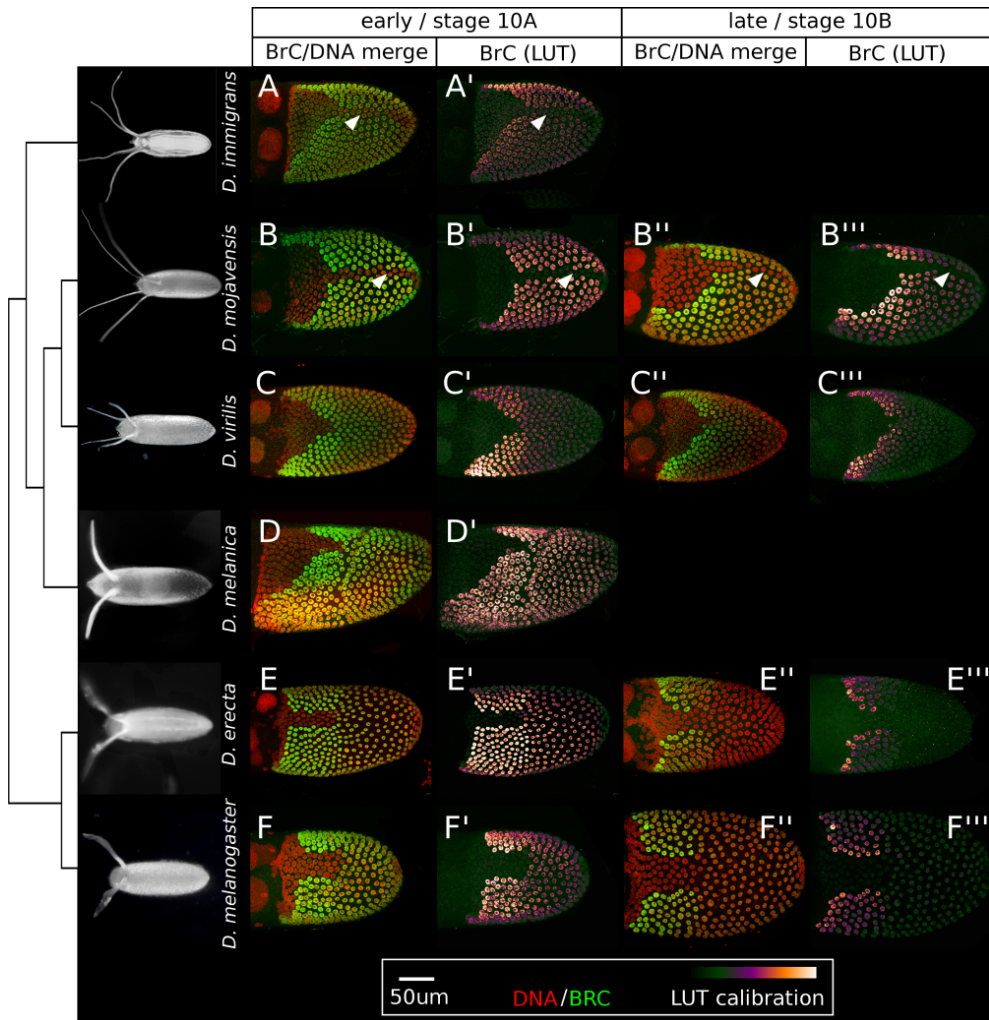 early / stage 10A late / stage 10B
BrC/DNA merge BrC (LUT) BrC/DNA merge BrC (LUT)
D. immigrans
A A'
D. mojavensis
B B' B'' B'''
D. virilis
C C' C'' C'''
D. melanica
D D'
D. erecta
E E' E'' E'''
D. melanogaster
F F' F'' F'''
50um DNA/BRC LUT calibration